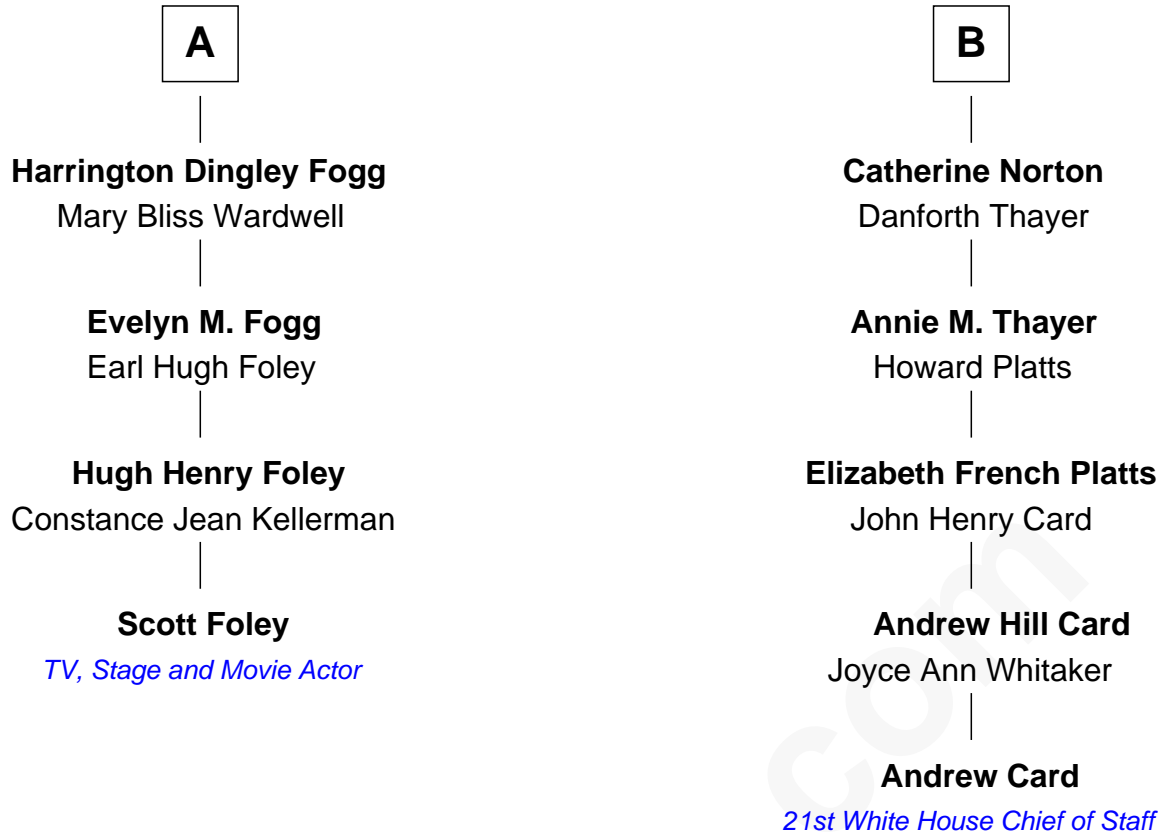 A
Harrington Dingley Fogg
Mary Bliss Wardwell
Evelyn M. Fogg
Earl Hugh Foley
Hugh Henry Foley
Constance Jean Kellerman
Scott Foley
TV, Stage and Movie Actor
B
Catherine Norton
Danforth Thayer
Annie M. Thayer
Howard Platts
Elizabeth French Platts
John Henry Card
Andrew Hill Card
Joyce Ann Whitaker
Andrew Card
21st White House Chief of Staff
com